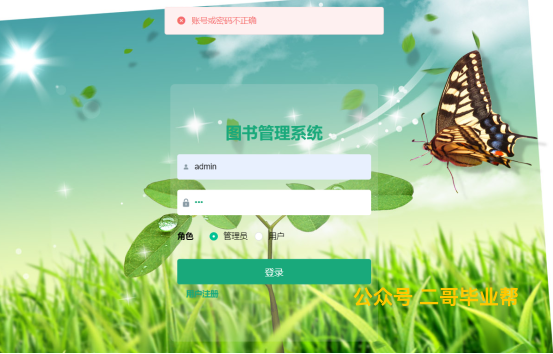 账号或密码不正确
图书管理系统
admin
•••
角色 管理员 用户
登录
用户注册
公众号 二哥毕业帮